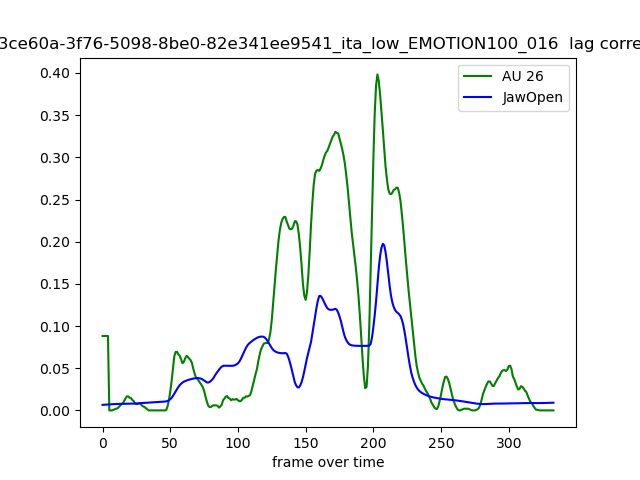 3ce60a-3f76-5098-8be0-82e341ee9541_ita_low_EMOTION100_016 lag corre
AU 26
JawOpen
0.40
0.35
0.30
0.25
0.20
0.15
0.10
0.05
0.00
0 50 100 150 200 250 300
frame over time